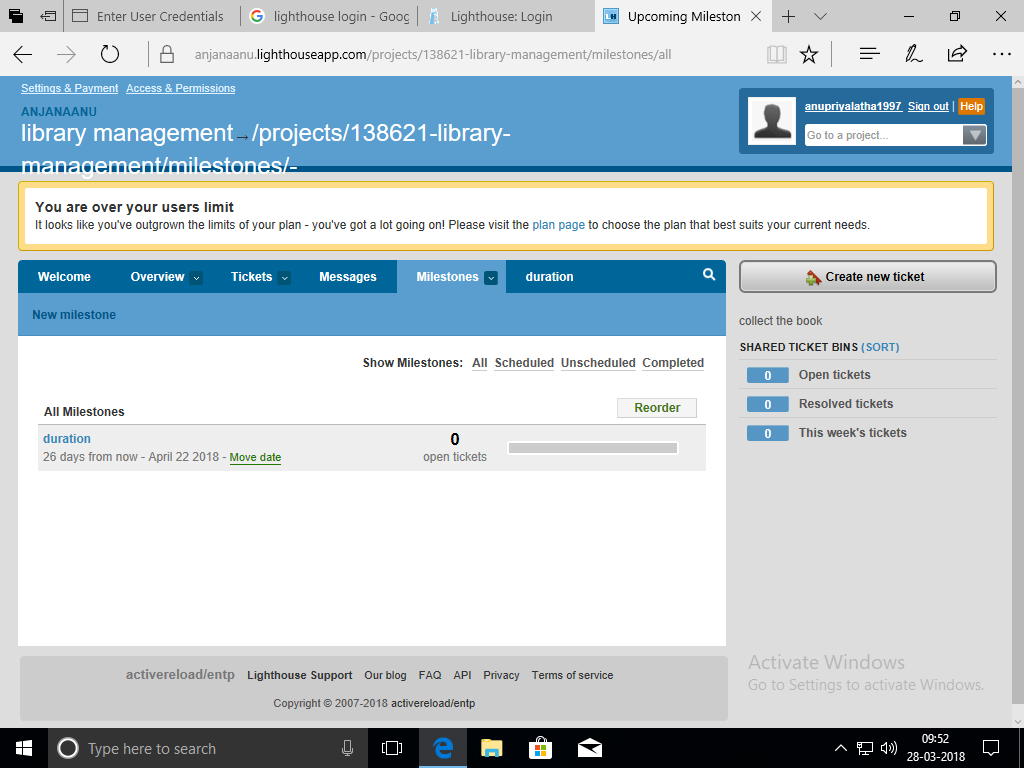 Enter User Credentials
lighthouse login - Goog
Lighthouse: Login
Upcoming Mileston
anjanaanu.lighthouseapp.com/projects/138621-library-management/milestones/all
Settings & Payment Access & Permissions
ANJANAANU
library management→/projects/138621-library-
management/milestones/-
anupriyalatha1997 Sign out | Help
Go to a project...
You are over your users limit
It looks like you've outgrown the limits of your plan - you've got a lot going on! Please visit the plan page to choose the plan that best suits your current needs.
Welcome Overview Tickets Messages Milestones duration
New milestone
Show Milestones: All Scheduled Unscheduled Completed
All Milestones
Reorder
duration
26 days from now - April 22 2018 - Move date
0
open tickets
Create new ticket
collect the book
SHARED TICKET BINS (SORT)
0 Open tickets
0 Resolved tickets
0 This week's tickets
activereload/entp Lighthouse Support Our blog FAQ API Privacy Terms of service
Copyright © 2007-2018 activereload/entp
Activate Windows
Go to Settings to activate Windows.
Type here to search
09:52
28-03-2018